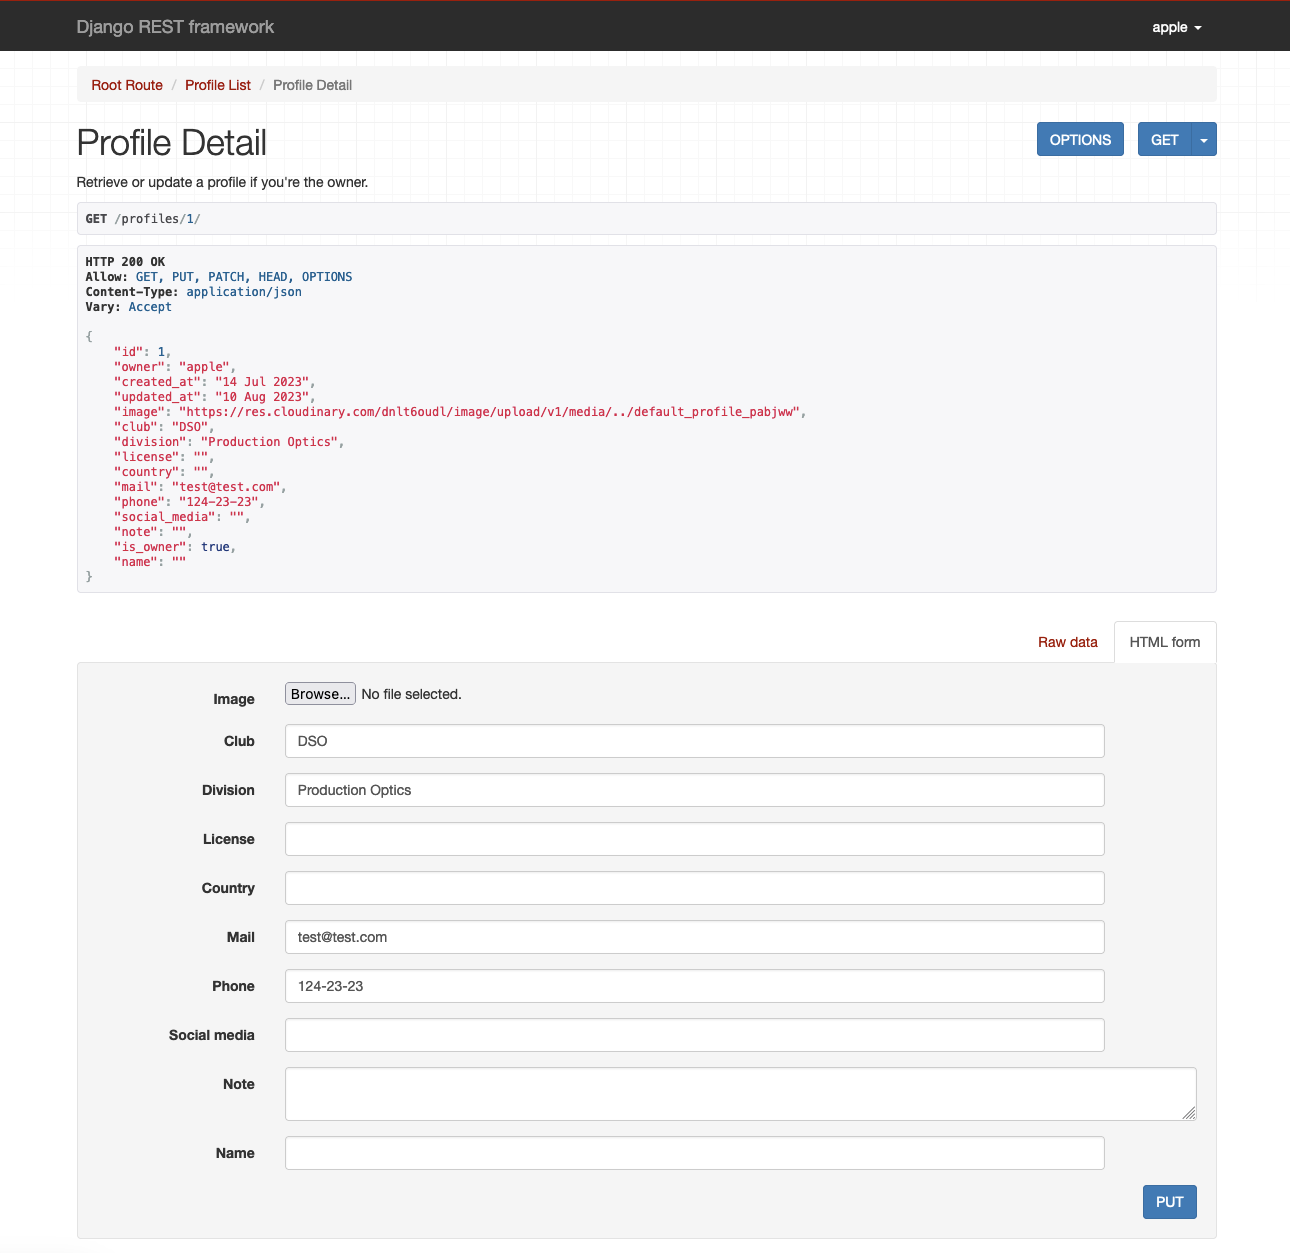 Django REST framework
apple
Root Route / Profile List / Profile Detail
Profile Detail
OPTIONS
GET
Retrieve or update a profile if you're the owner.
GET /profiles/1/
HTTP 200 OK
Allow: GET, PUT, PATCH, HEAD, OPTIONS
Content-Type: application/json
Vary: Accept
{
"id": 1,
"owner": "apple",
"created_at": "14 Jul 2023",
"updated_at": "10 Aug 2023",
"image": "https://res.cloudinary.com/dnlt6oudl/image/upload/v1/media/../default_profile_pabjww",
"club": "DSO",
"division": "Production Optics",
"license": "",
"country": "",
"mail": "test@test.com",
"phone": "124-23-23",
"social_media": "",
"note": "",
"is_owner": true,
"name": ""
}
Raw data
HTML form
Image Browse... No file selected.
Club DSO
Division Production Optics
License
Country
Mail test@test.com
Phone 124-23-23
Social media
Note
Name
PUT